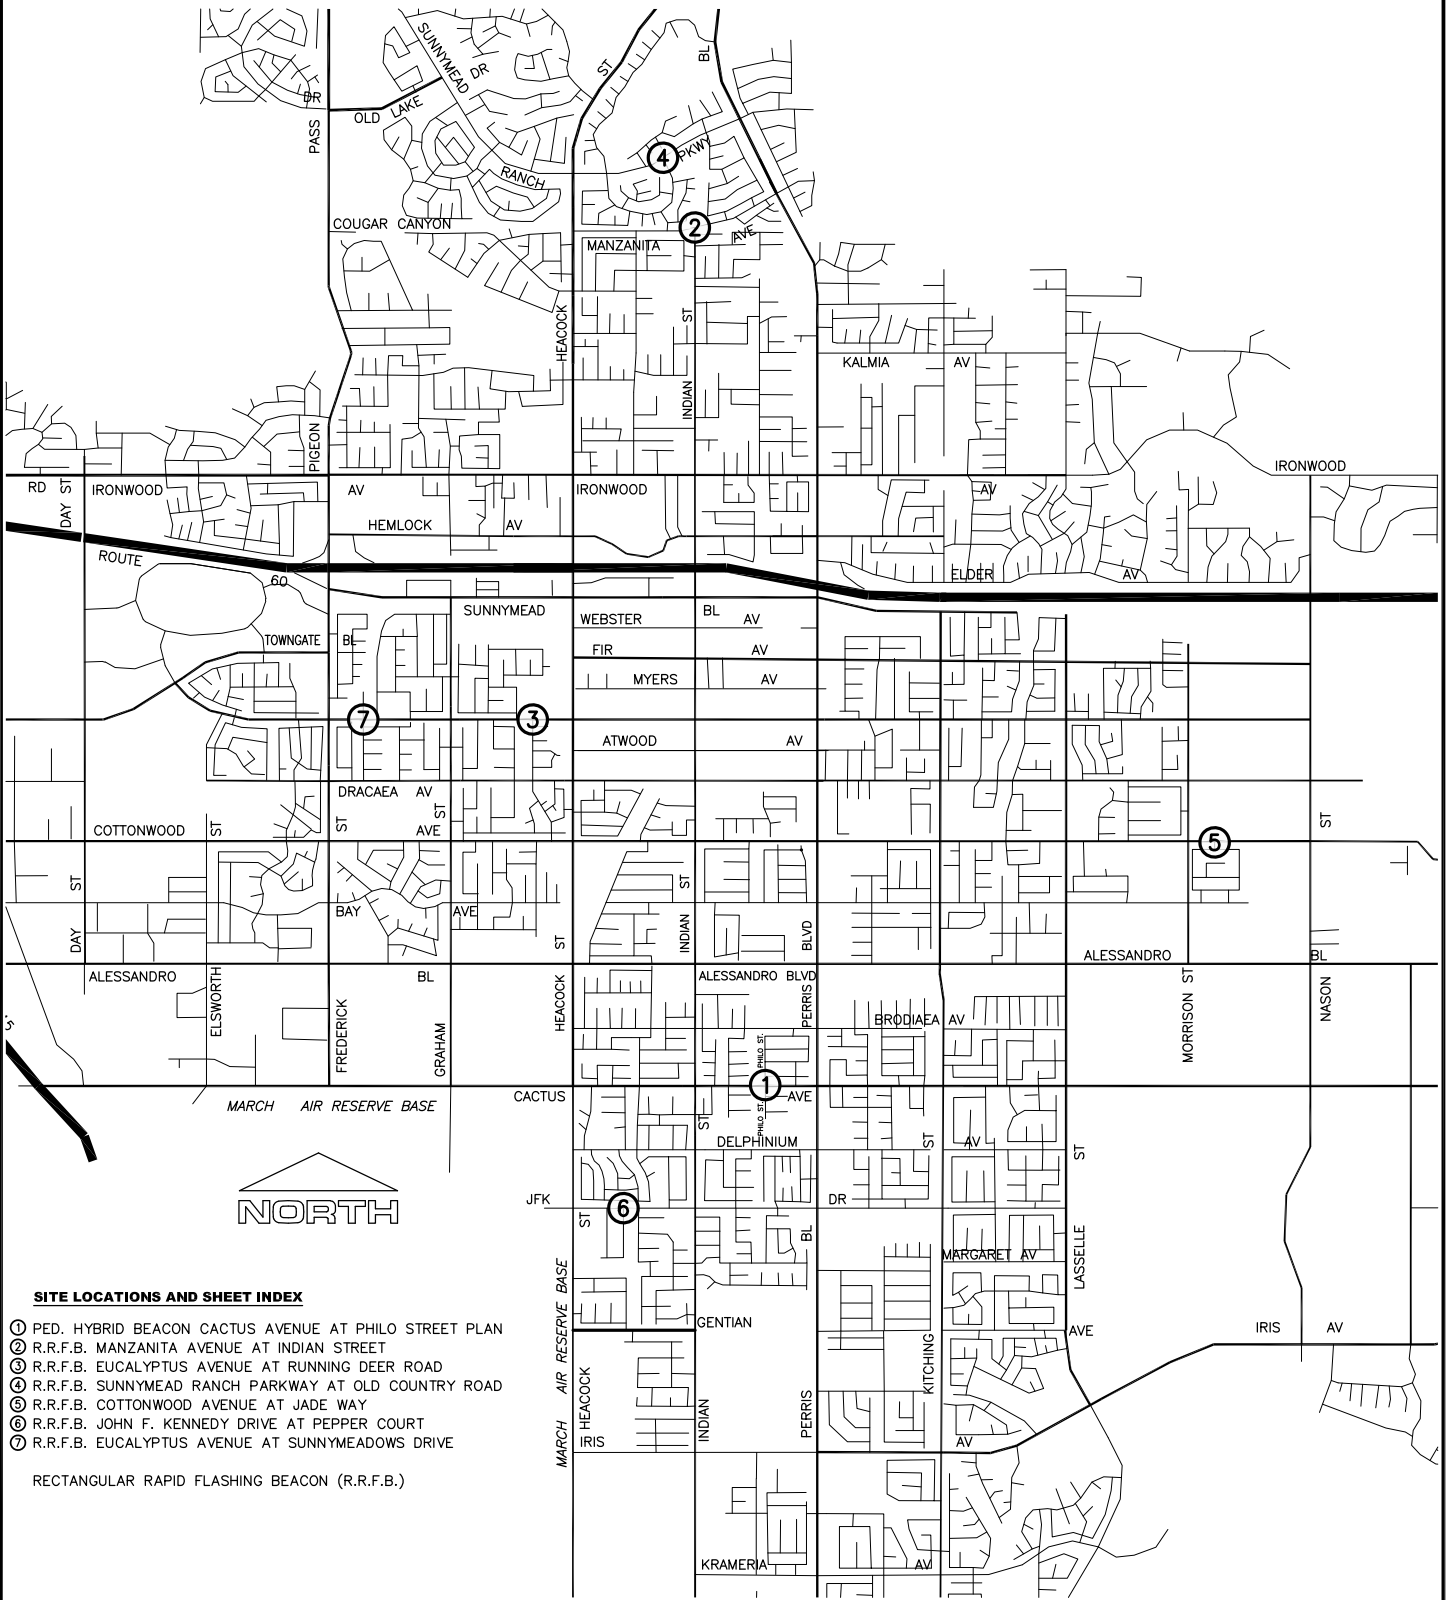 SUNNYMEAD
DR
ST
BL
DR
OLD LAKE
PASS
4
PKWY
RANCH
COUGAR CANYON
2
AVE
MANZANITA
HEACOCK
ST
KALMIA AV
INDIAN
PIGEON
IRONWOOD
RD
DAY ST
IRONWOOD
AV
IRONWOOD
AV
HEMLOCK AV
ROUTE
60
ELDER AV
SUNNYMEAD BL
WEBSTER AV
TOWNGATE BL
FIR AV
MYERS AV
7
3
ATWOOD AV
DRACAEA AV
COTTONWOOD
ST
ST
ST
AVE
ST
5
DAY ST
ST
BAY AVE
INDIAN
BLVD
ST
ALESSANDRO
BL
ALESSANDRO
BL
ALESSANDRO BLVD
ELSWORTH
FREDERICK
GRAHAM
HEACOCK
PERRIS
BRODIAEA AV
MORRISON ST
NASON
PHILO ST.
1
CACTUS
AVE
MARCH AIR RESERVE BASE
PHILO ST.
ST
DELPHINIUM
ST
AV
ST
NORTH
JFK
6
DR
ST
BL
MARGARET AV
LASSELLE
SITE LOCATIONS AND SHEET INDEX
1 PED. HYBRID BEACON CACTUS AVENUE AT PHILO STREET PLAN
2 R.R.F.B. MANZANITA AVENUE AT INDIAN STREET
3 R.R.F.B. EUCALYPTUS AVENUE AT RUNNING DEER ROAD
4 R.R.F.B. SUNNYMEAD RANCH PARKWAY AT OLD COUNTRY ROAD
5 R.R.F.B. COTTONWOOD AVENUE AT JADE WAY
6 R.R.F.B. JOHN F. KENNEDY DRIVE AT PEPPER COURT
7 R.R.F.B. EUCALYPTUS AVENUE AT SUNNYMEADOWS DRIVE
RECTANGULAR RAPID FLASHING BEACON (R.R.F.B.)
MARCH AIR RESERVE BASE
GENTIAN
AVE
IRIS AV
HEACOCK
INDIAN
PERRIS
KITCHING
IRIS
AV
KRAMERIA
AV